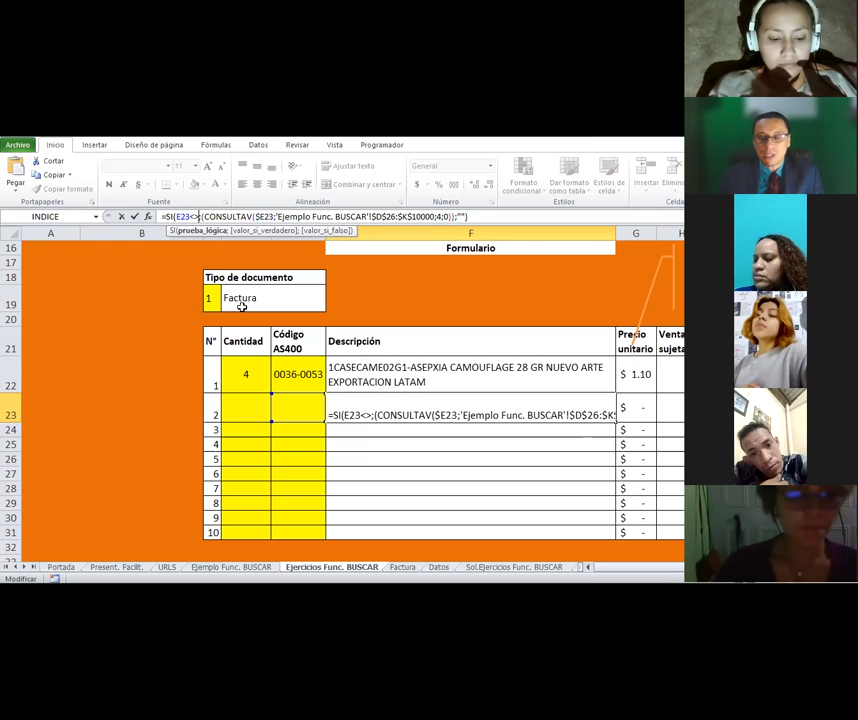 Archivo Inicio Insertar Diseño de página Fórmulas Datos Revisar Vista Programador
Cortar
Copiar
Copiar formato
Pegar
N K S
11
Ajustar texto
Combinar y centrar
General
$ % 000
Formato condicional
Dar formato como tabla
Estilos de celda
Insertar Elimin
Portapapeles Fuente Alineación Número Estilos Celda
INDICE
=SI(E23<>;(CONSULTAV($E23;'Ejemplo Func. BUSCAR'!$D$26:$K$10000;4;0));"")
SI(prueba_lógica; [valor_si_verdadero]; [valor_si_falso])
A B C D E F G H
16 Formulario
17
18 Tipo de documento
19 1 Factura
20
21 N° Cantidad Código AS400 Descripción Precio unitario Venta sujeta
22 1 4 0036-0053 1CASECAME02G1-ASEPXIA CAMOUFLAGE 28 GR NUEVO ARTE EXPORTACION LATAM $ 1.10
23 2 =SI(E23<>;(CONSULTAV($E23;'Ejemplo Func. BUSCAR'!$D$26:$K$ $ -
24 3 $ -
25 4 $ -
26 5 $ -
27 6 $ -
28 7 $ -
29 8 $ -
30 9 $ -
31 10 $ -
32
Portada Present. Facilit. URLS Ejemplo Func. BUSCAR Ejercicios Func. BUSCAR Factura Datos Sol.Ejercicios Func. BUSCAR
Modificar